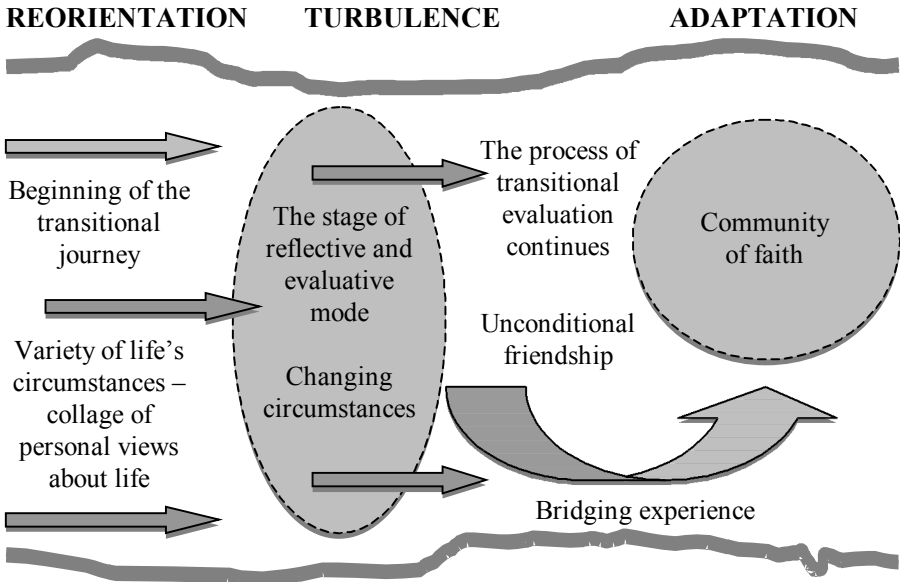 REORIENTATION
TURBULENCE
ADAPTATION
Beginning of the
transitional
journey
Variety of life's
circumstances –
collage of
personal views
about life
The stage of
reflective and
evaluative
mode
Changing
circumstances
The process of
transitional
evaluation
continues
Unconditional
friendship
Bridging experience
Community
of faith